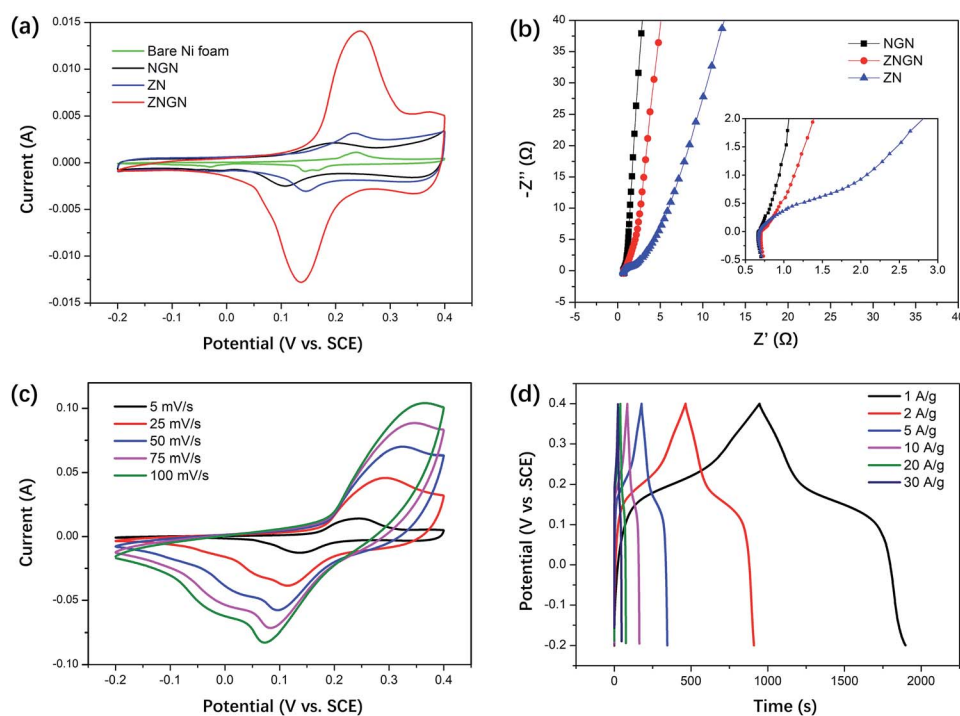 (a)
Bare Ni foam
NGN
ZN
ZNGN
0.015
0.010
0.005
0.000
-0.005
-0.010
-0.015
Current (A)
-0.2 -0.1 0.0 0.1 0.2 0.3 0.4
Potential (V vs. SCE)
(b)
NGN
ZNGN
ZN
40
35
30
25
20
15
10
5
0
-5
-Z'' (Ω)
2.0
1.5
1.0
0.5
0.0
-0.5
0.5 1.0 1.5 2.0 2.5 3.0
-5 0 5 10 15 20 25 30 35 40
Z' (Ω)
(c)
5 mV/s
25 mV/s
50 mV/s
75 mV/s
100 mV/s
0.10
0.05
0.00
-0.05
-0.10
Current (A)
-0.2 -0.1 0.0 0.1 0.2 0.3 0.4
Potential (V vs. SCE)
(d)
1 A/g
2 A/g
5 A/g
10 A/g
20 A/g
30 A/g
0.4
0.3
0.2
0.1
0.0
-0.1
-0.2
Potential (V vs .SCE)
0 500 1000 1500 2000
Time (s)